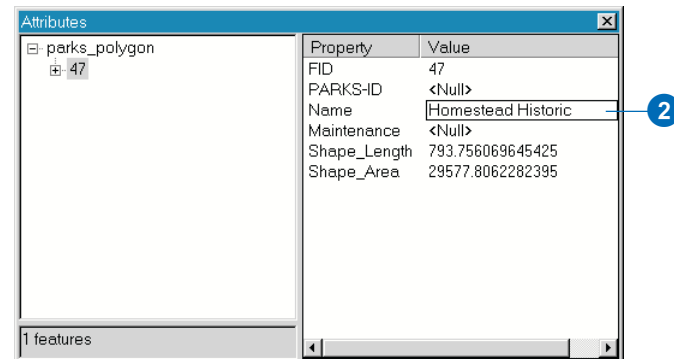 Attributes
parks_polygon
47
Property Value
FID 47
PARKS-ID <Null>
Name Homestead Historic
Maintenance <Null>
Shape_Length 793.756069645425
Shape_Area 29577.8062282395
2
1 features